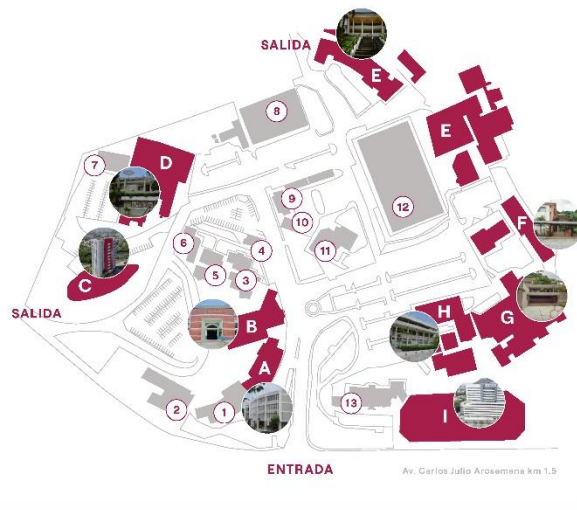 SALIDA
E
8
E
D
7
12
9
10
F
11
6
4
5
3
C
SALIDA
B
H
G
A
2
1
13
I
ENTRADA
Av. Carlos Julio Arosemena km 1.5